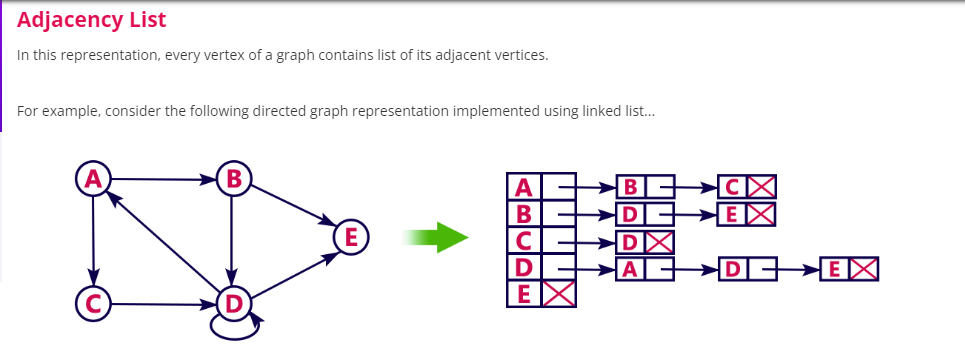 Adjacency List
In this representation, every vertex of a graph contains list of its adjacent vertices.
For example, consider the following directed graph representation implemented using linked list...
A B
E
C D
A B C
B D E
C D
D A D E
E